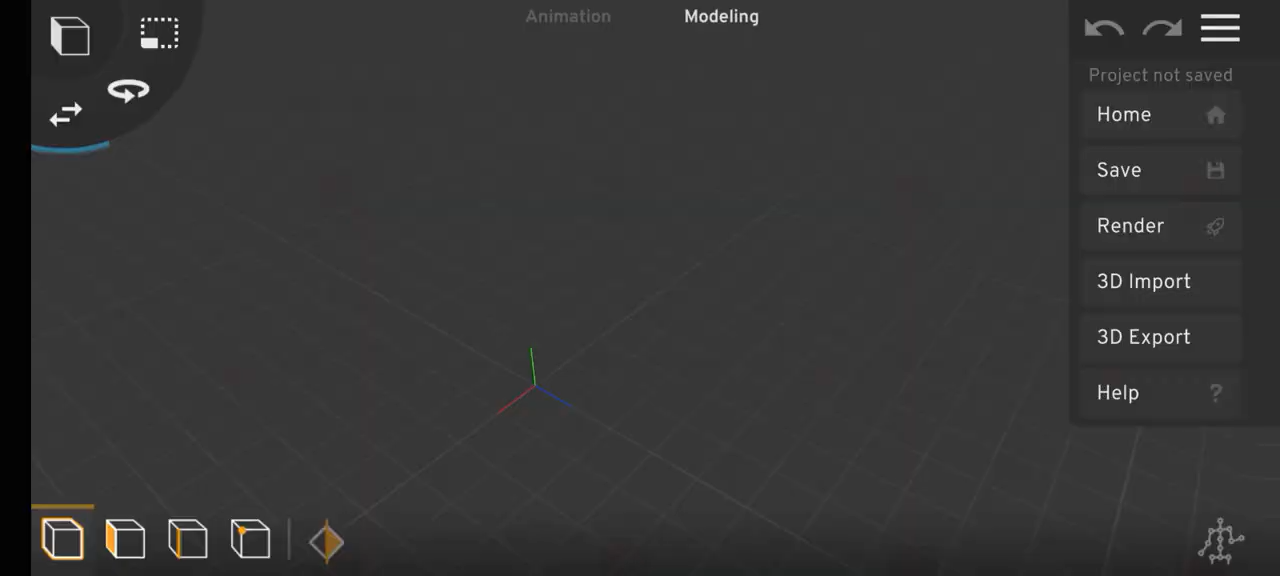 Animation
Modeling
Project not saved
Home
Save
Render
3D Import
3D Export
Help
?